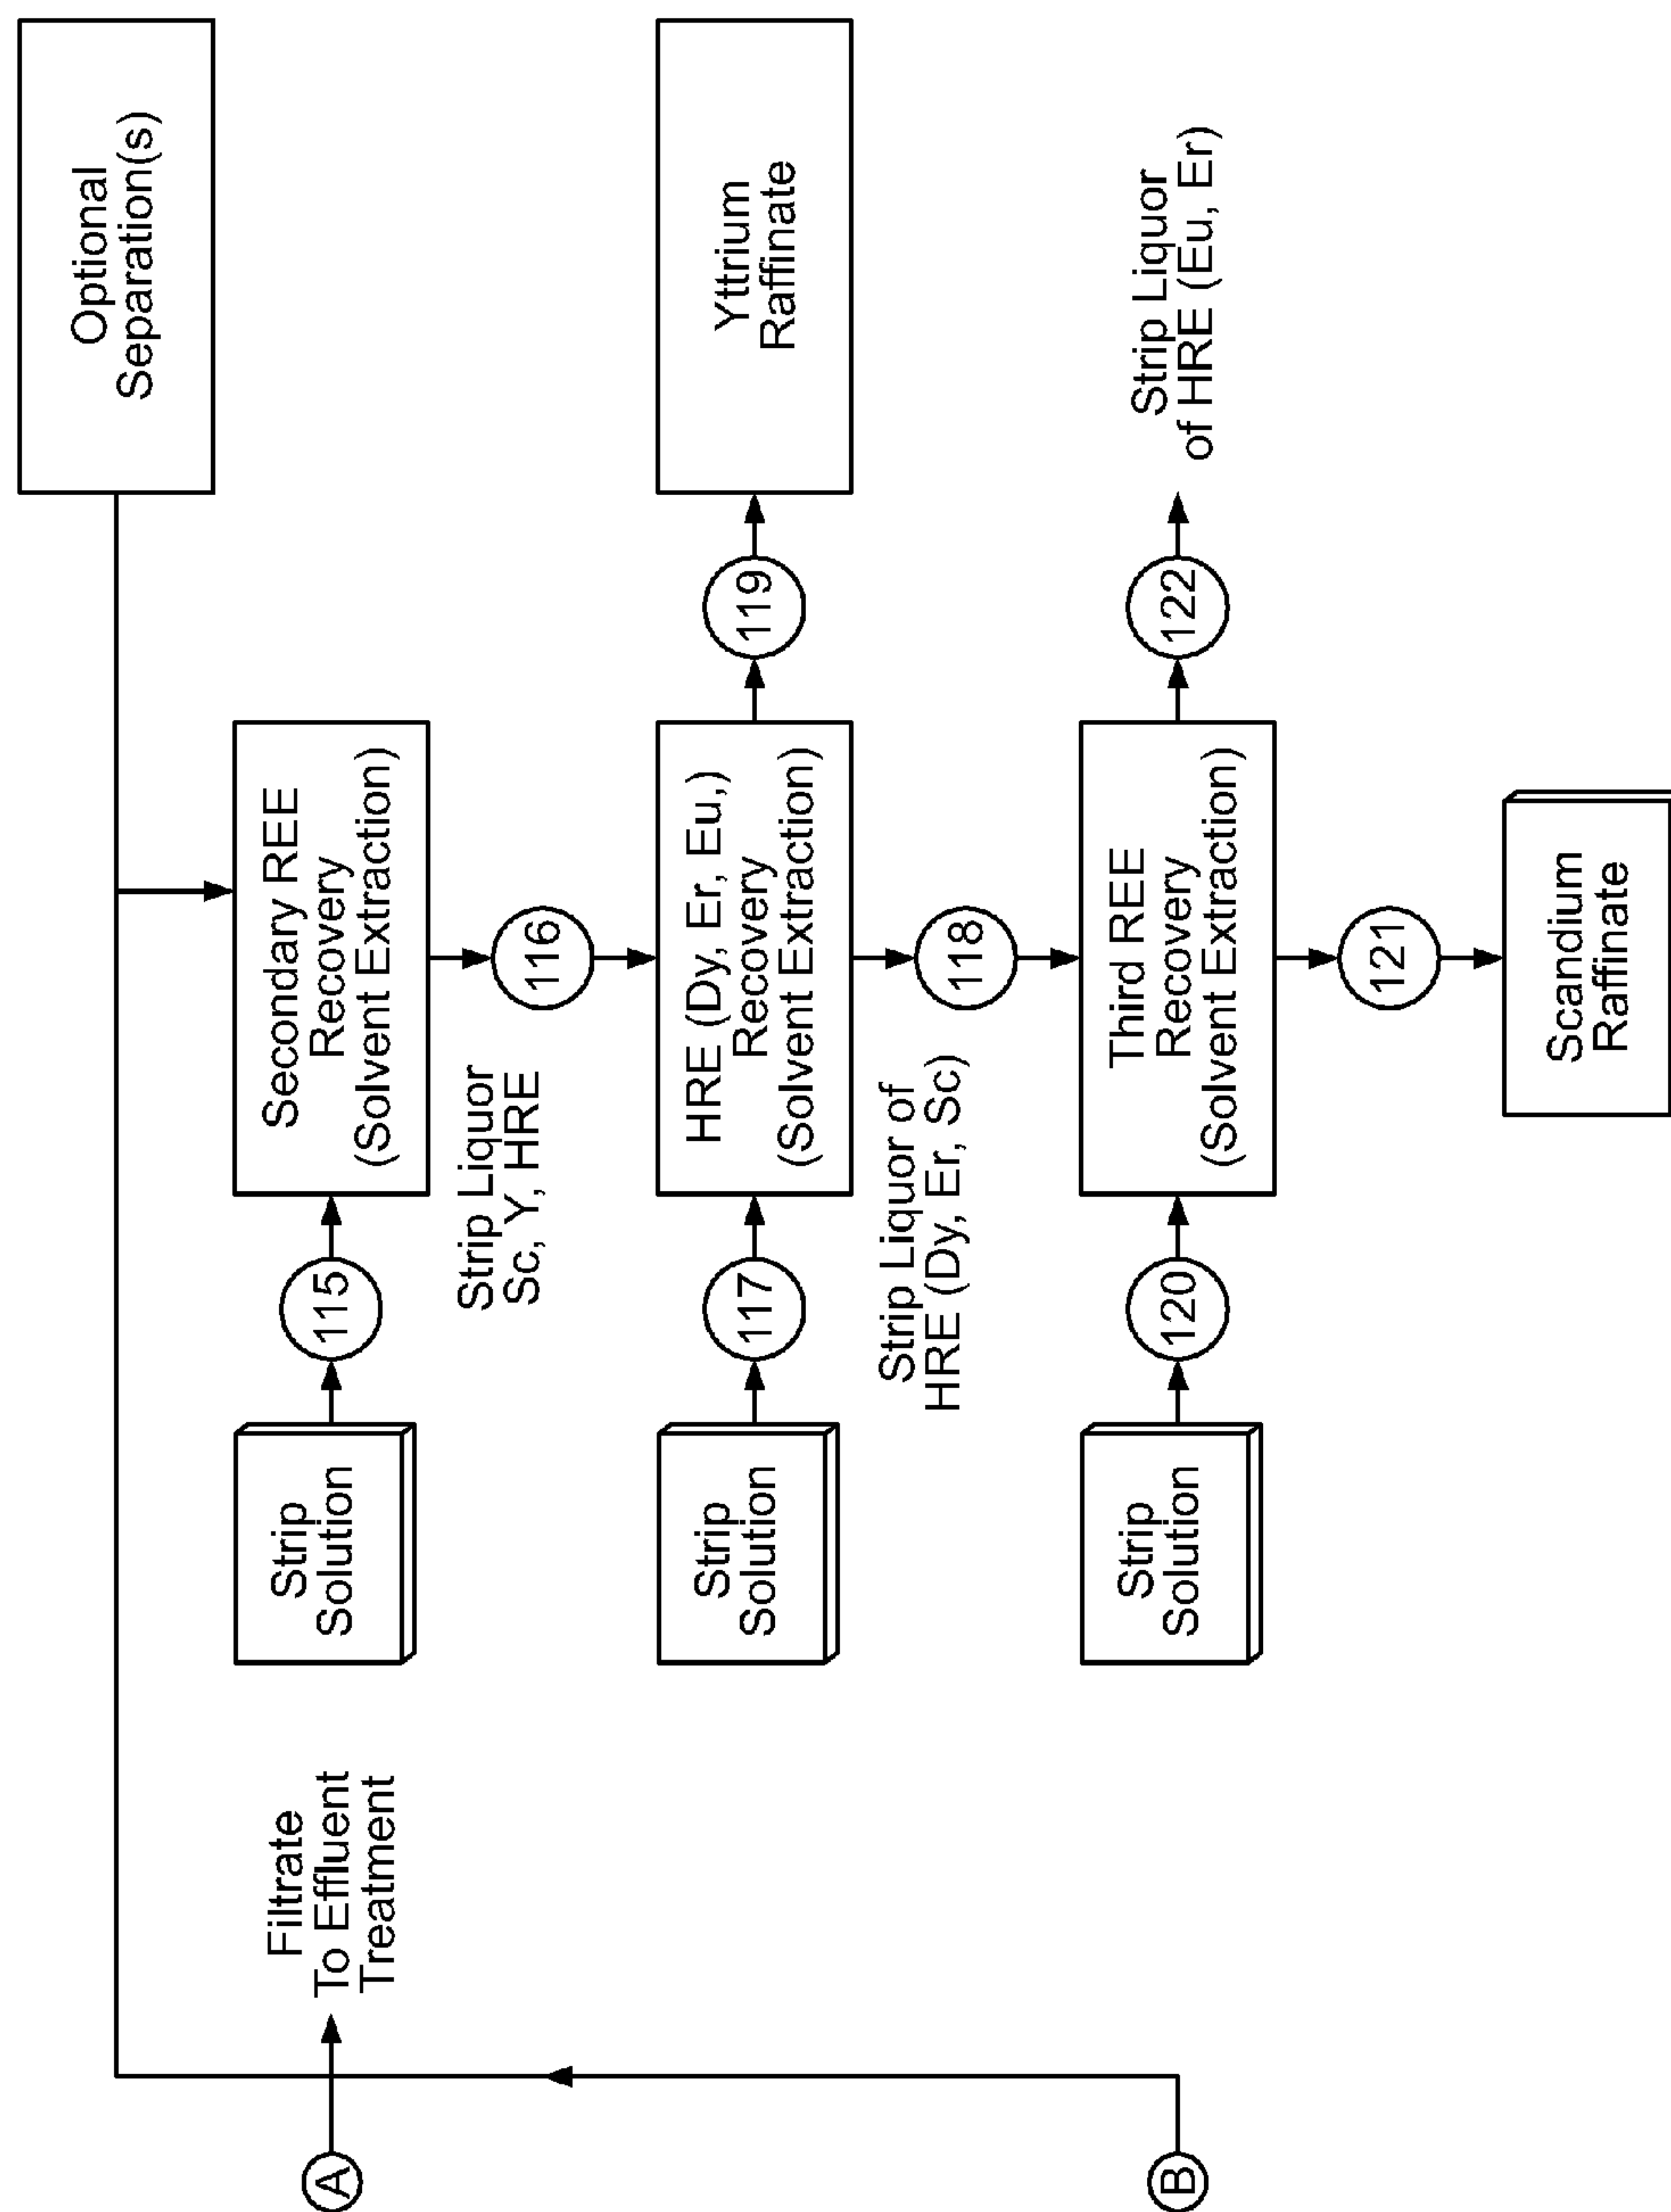 Optional
Separation(s)
A
Filtrate
To Effluent
Treatment
Strip
Solution
115
Secondary REE
Recovery
(Solvent Extraction)
Strip Liquor
Sc, Y, HRE
116
Strip
Solution
117
HRE (Dy, Er, Eu,)
Recovery
(Solvent Extraction)
119
Yttrium
Raffinate
Strip Liquor of
HRE (Dy, Er, Sc)
118
B
Strip
Solution
120
Third REE
Recovery
(Solvent Extraction)
122
Strip Liquor
of HRE (Eu, Er)
121
Scandium
Raffinate